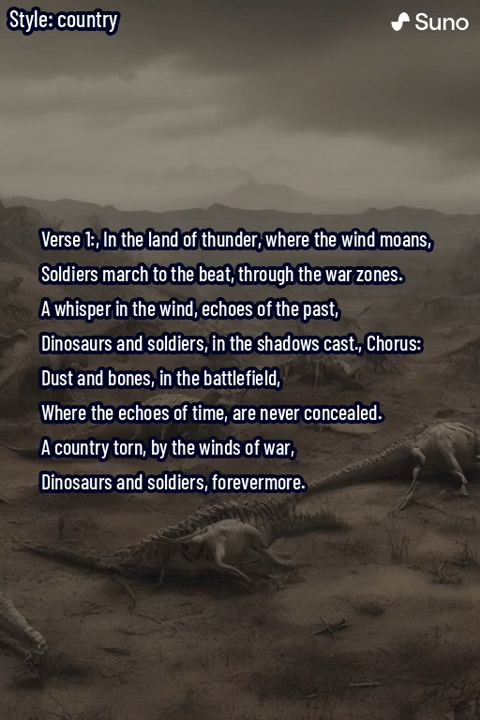 Style: country
Suno
Verse 1:, In the land of thunder, where the wind moans,
Soldiers march to the beat, through the war zones.
A whisper in the wind, echoes of the past,
Dinosaurs and soldiers, in the shadows cast., Chorus:
Dust and bones, in the battlefield,
Where the echoes of time, are never concealed.
A country torn, by the winds of war,
Dinosaurs and soldiers, forevermore.